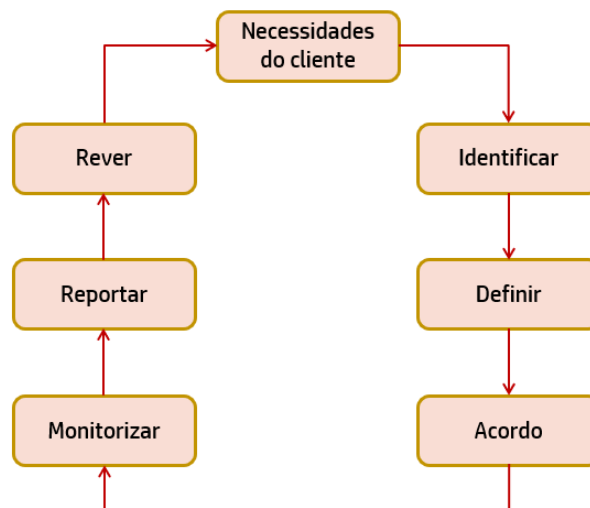 Necessidades
do cliente
Rever
Identificar
Reportar
Definir
Monitorizar
Acordo